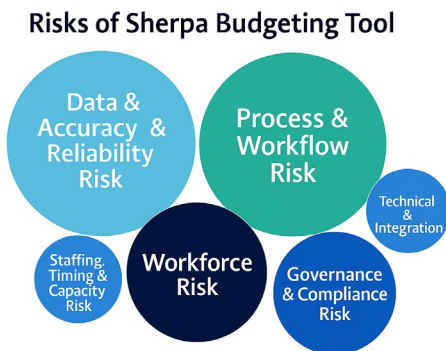 Risks of Sherpa Budgeting Tool
Data &
Accuracy &
Reliability
Risk
Process &
Workflow
Risk
Technical
&
Integration
Staffing,
Timing &
Capacity
Risk
Workforce
Risk
Governance
& Compliance
Risk